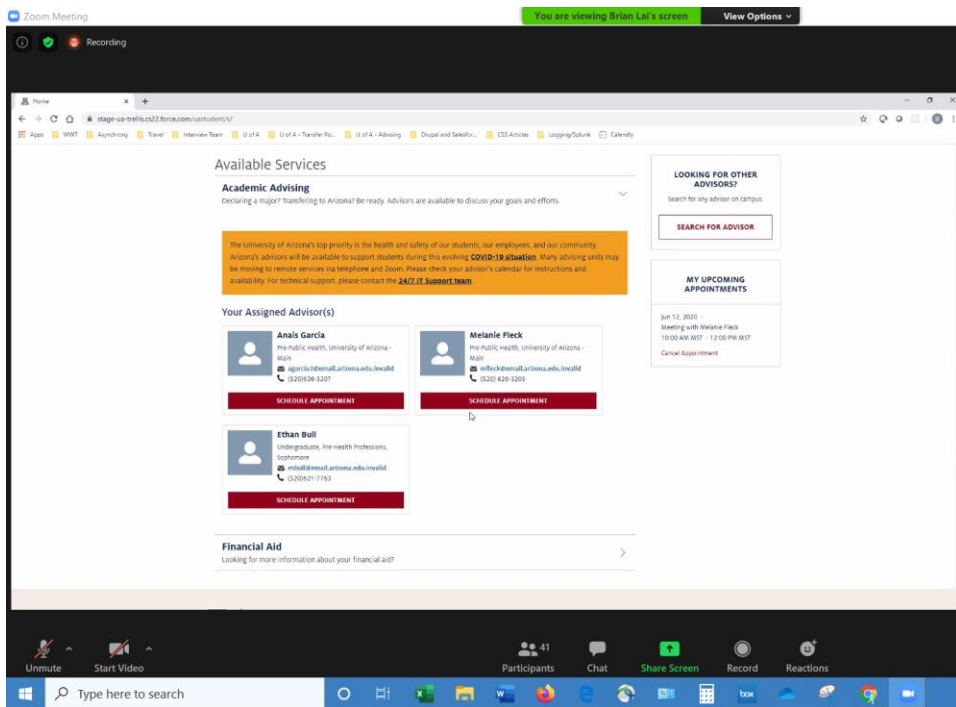 Zoom Meeting
You are viewing Brian Lai's screen
View Options
Recording
Home
stage-ua-trellis.cs22.force.com/uastudent/s/
Apps WWT Asynchrony Travel Interview Team U of A U of A - Transfer Po... U of A - Advising Drupal and Salesfor... CSS Articles Logging/Splunk Calendly
Available Services
Academic Advising
Declaring a major? Transfering to Arizona? Be ready. Advisors are available to discuss your goals and efforts.
The University of Arizona's top priority is the health and safety of our students, our employees, and our community.
Arizona's advisors will be available to support students during this evolving COVID-19 situation. Many advising units may
be moving to remote services via telephone and Zoom. Please check your advisor's calendar for instructions and
availability. For technical support, please contact the 24/7 IT Support team.
Your Assigned Advisor(s)
Anais Garcia
Pre-Public Health, University of Arizona -
Main
(520)626-3207
SCHEDULE APPOINTMENT
Melanie Fleck
Pre-Public Health, University of Arizona -
Main
mfleck@email.arizona.edu.invalid
(520) 626-3205
SCHEDULE APPOINTMENT
Ethan Bull
Undergraduate, Pre-Health Professions,
Sophomore
esbull@email.arizona.edu.invalid
(520)621-7763
SCHEDULE APPOINTMENT
Financial Aid
Looking for more information about your financial aid?
LOOKING FOR OTHER
ADVISORS?
Search for any advisor on campus.
SEARCH FOR ADVISOR
MY UPCOMING
APPOINTMENTS
Jun 12, 2020 -
Meeting with Melanie Fleck
10:00 AM MST - 12:00 PM MST
Cancel Appointment
Unmute
Start Video
41
Participants
Chat
Share Screen
Record
Reactions
Type here to search
box